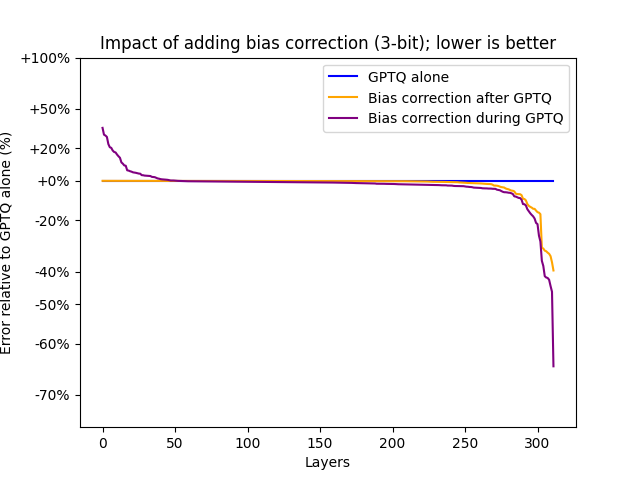 Impact of adding bias correction (3-bit); lower is better
+100%
+50%
+20%
+0%
-20%
-40%
-50%
-60%
-70%
Error relative to GPTQ alone (%)
GPTQ alone
Bias correction after GPTQ
Bias correction during GPTQ
0
50
100
150
200
250
300
Layers